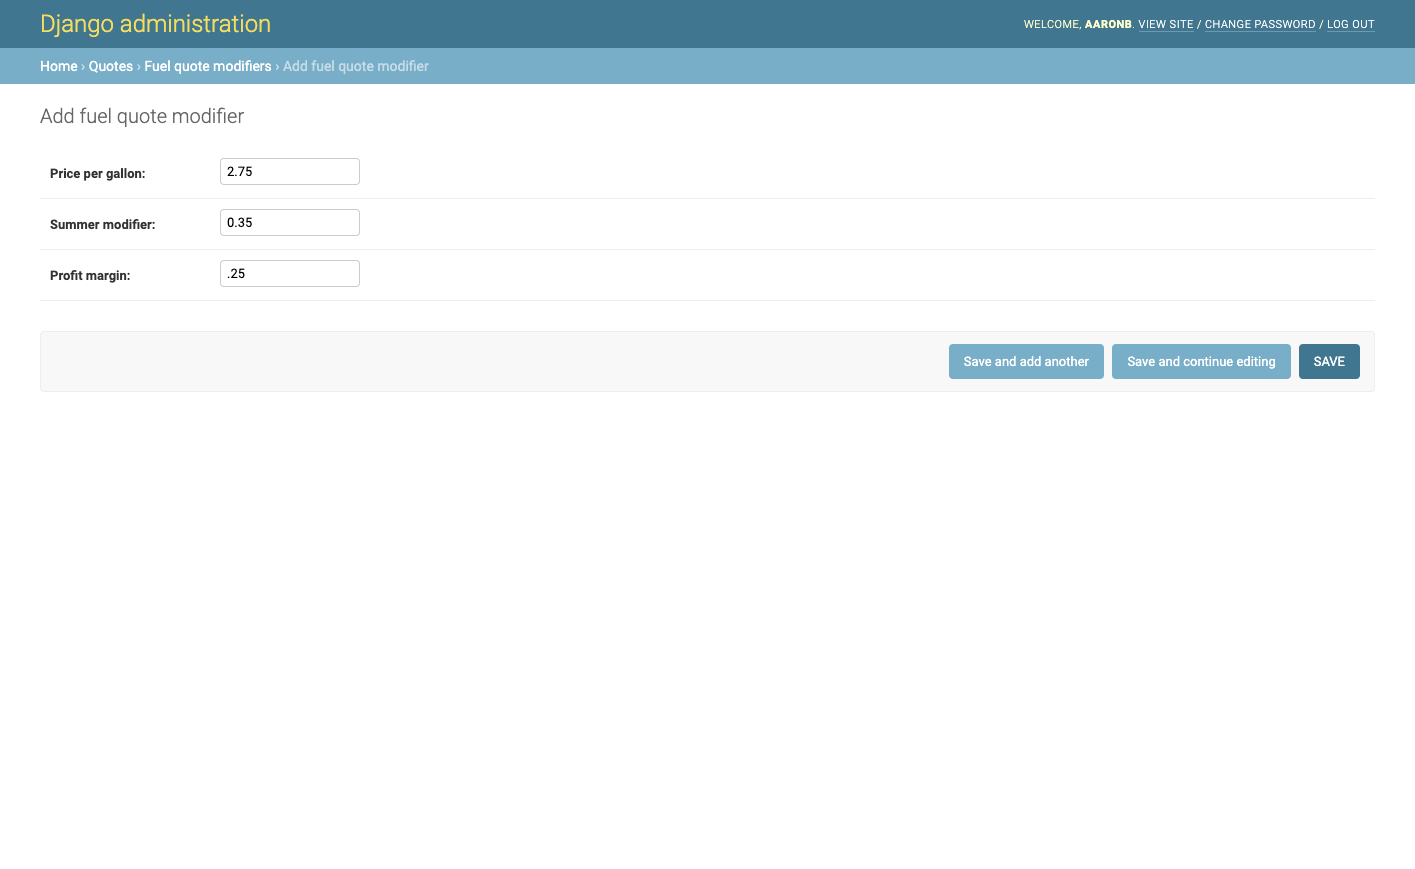 Django administration
WELCOME, AARONB. VIEW SITE / CHANGE PASSWORD / LOG OUT
Home › Quotes › Fuel quote modifiers › Add fuel quote modifier
Add fuel quote modifier
Price per gallon: 2.75
Summer modifier: 0.35
Profit margin: .25
Save and add another Save and continue editing SAVE